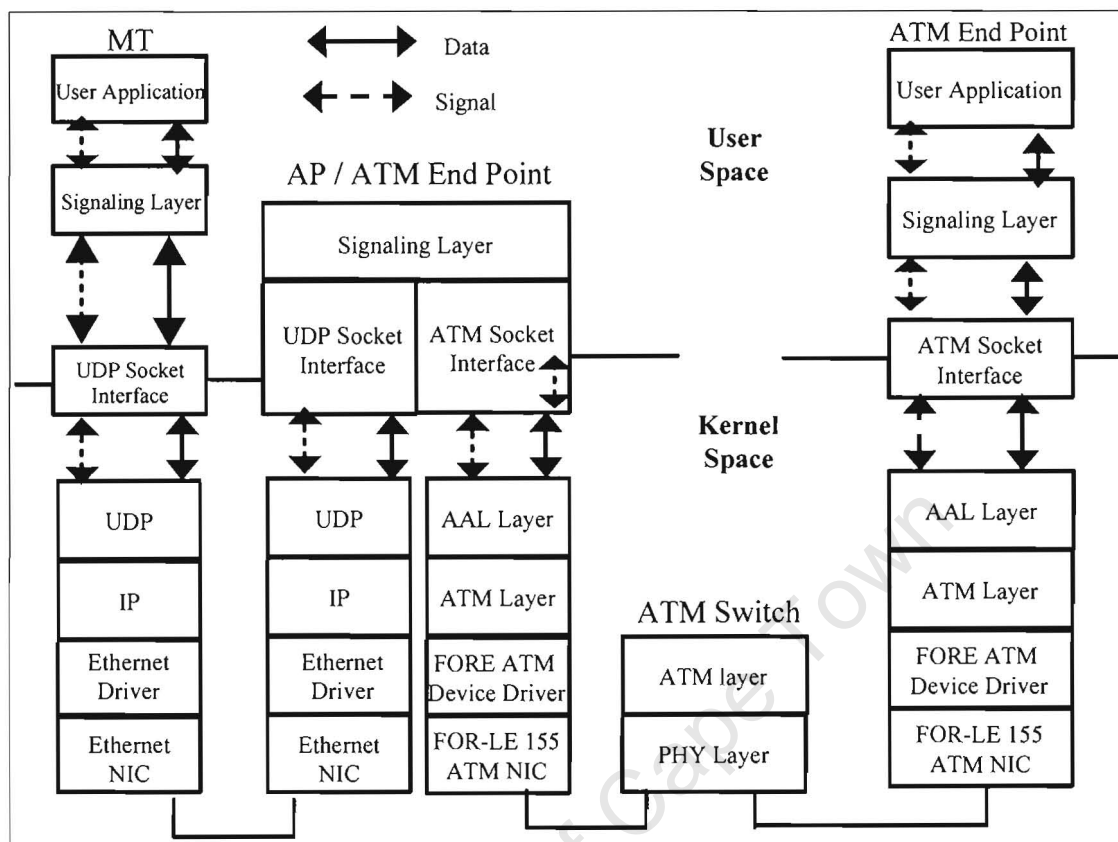 MT
User Application
Signaling Layer
UDP Socket
Interface
UDP
IP
Ethernet
Driver
Ethernet
NIC
Data
Signal
AP / ATM End Point
Signaling Layer
UDP Socket
Interface
ATM Socket
Interface
UDP
IP
Ethernet
Driver
Ethernet
NIC
AAL Layer
ATM Layer
FORE ATM
Device Driver
FOR-LE 155
ATM NIC
User
Space
Kernel
Space
ATM Switch
ATM layer
PHY Layer
ATM End Point
User Application
Signaling Layer
ATM Socket
Interface
AAL Layer
ATM Layer
FORE ATM
Device Driver
FOR-LE 155
ATM NIC
of Cape Town